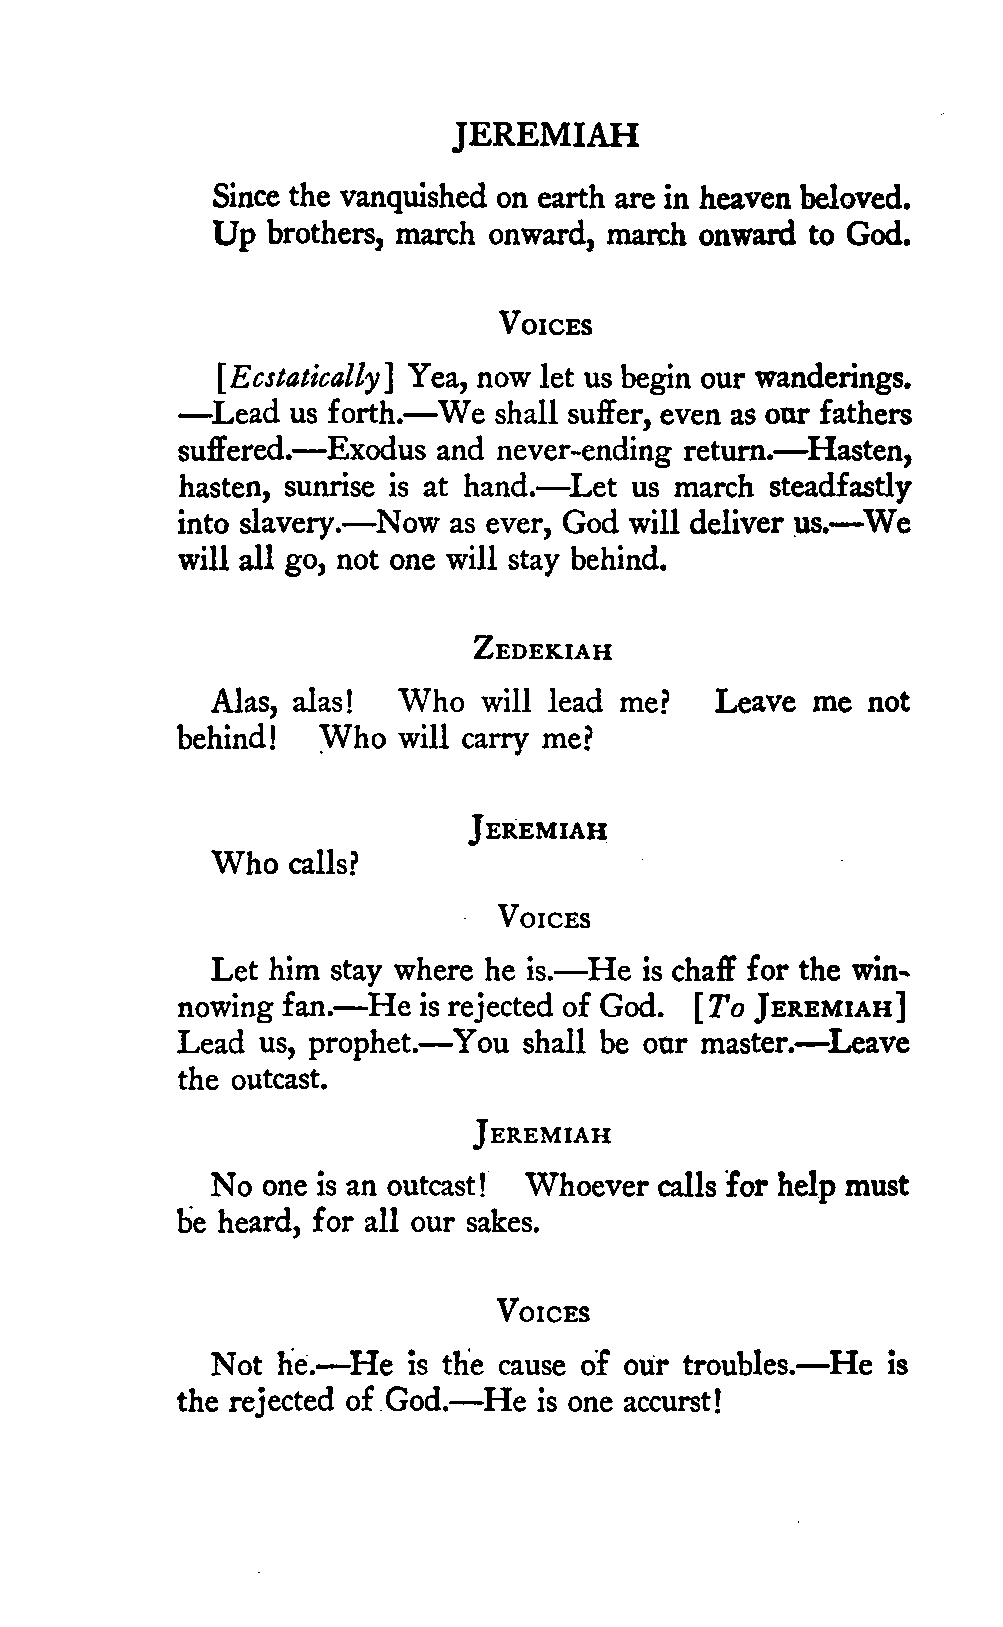 JEREMIAH
Since the vanquished on earth are in heaven beloved.
Up brothers, march onward, march onward to God.
VOICES
[Ecstatically] Yea, now let us begin our wanderings.
—Lead us forth.—We shall suffer, even as our fathers
suffered.—Exodus and never-ending return.—Hasten,
hasten, sunrise is at hand.—Let us march steadfastly
into slavery.—Now as ever, God will deliver us.—We
will all go, not one will stay behind.
ZEDEKIAH
Alas, alas! Who will lead me? Leave me not
behind! Who will carry me?
JEREMIAH
Who calls?
VOICES
Let him stay where he is.—He is chaff for the win-
nowing fan.—He is rejected of God. [To JEREMIAH]
Lead us, prophet.—You shall be our master.—Leave
the outcast.
JEREMIAH
No one is an outcast! Whoever calls for help must
be heard, for all our sakes.
VOICES
Not he.—He is the cause of our troubles.—He is
the rejected of God.—He is one accurst!